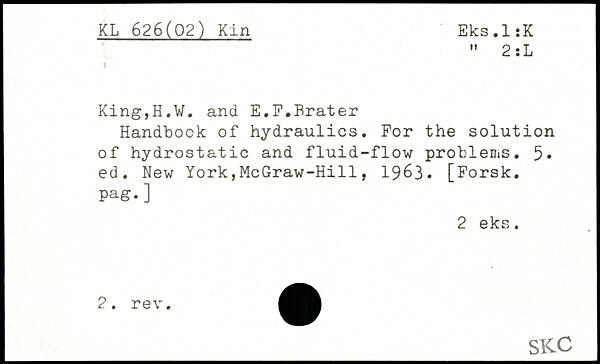 KL 626(02) Kin
Eks.1:K
" 2:L
King,H.W. and E.F.Brater
Handbook of hydraulics. For the solution
of hydrostatic and fluid-flow problems. 5.
ed. New York,McGraw-Hill, 1963. [Forsk.
pag.]
2 eks.
2. rev.
SKC